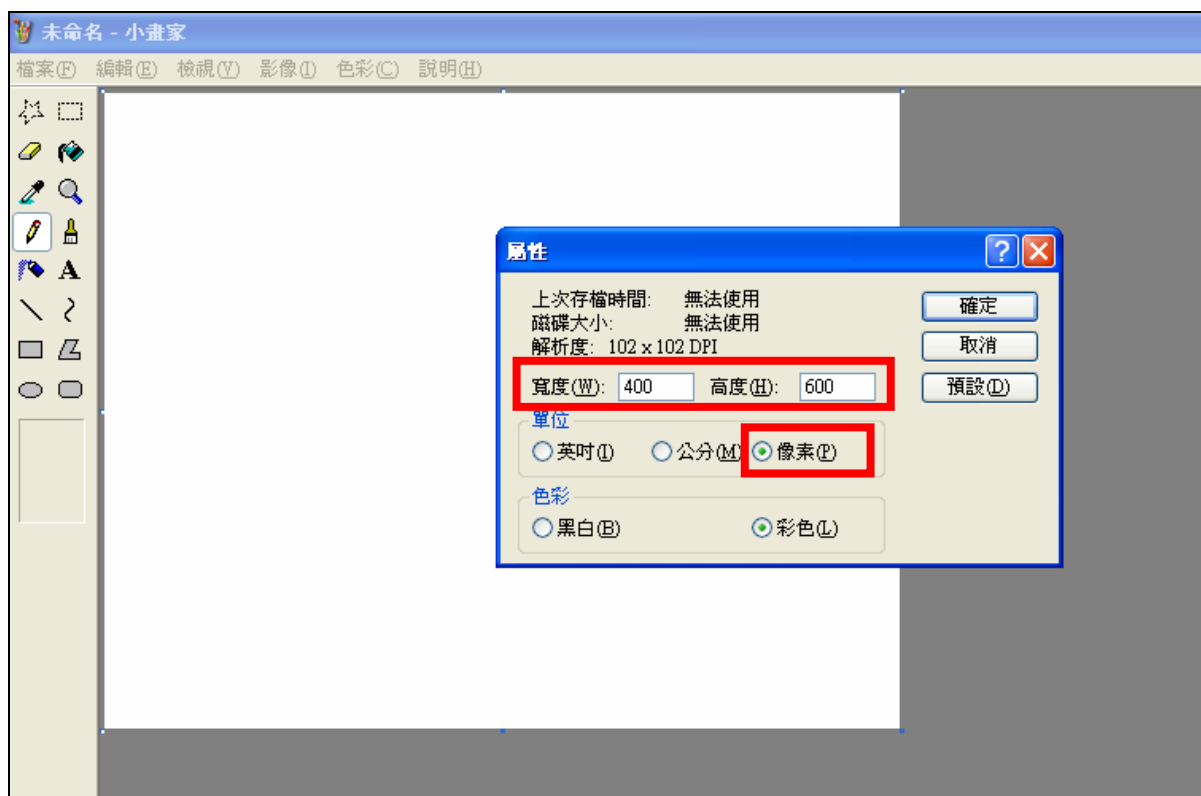 未命名 - 小畫家
檔案(F) 編輯(E) 檢視(V) 影像(I) 色彩(C) 說明(H)
A
屬性
上次存檔時間: 無法使用
磁碟大小: 無法使用
解析度: 102 x 102 DPI
寬度(W): 400 高度(H): 600
單位
英吋(I) 公分(M) 像素(P)
色彩
黑白(B) 彩色(L)
確定
取消
預設(D)